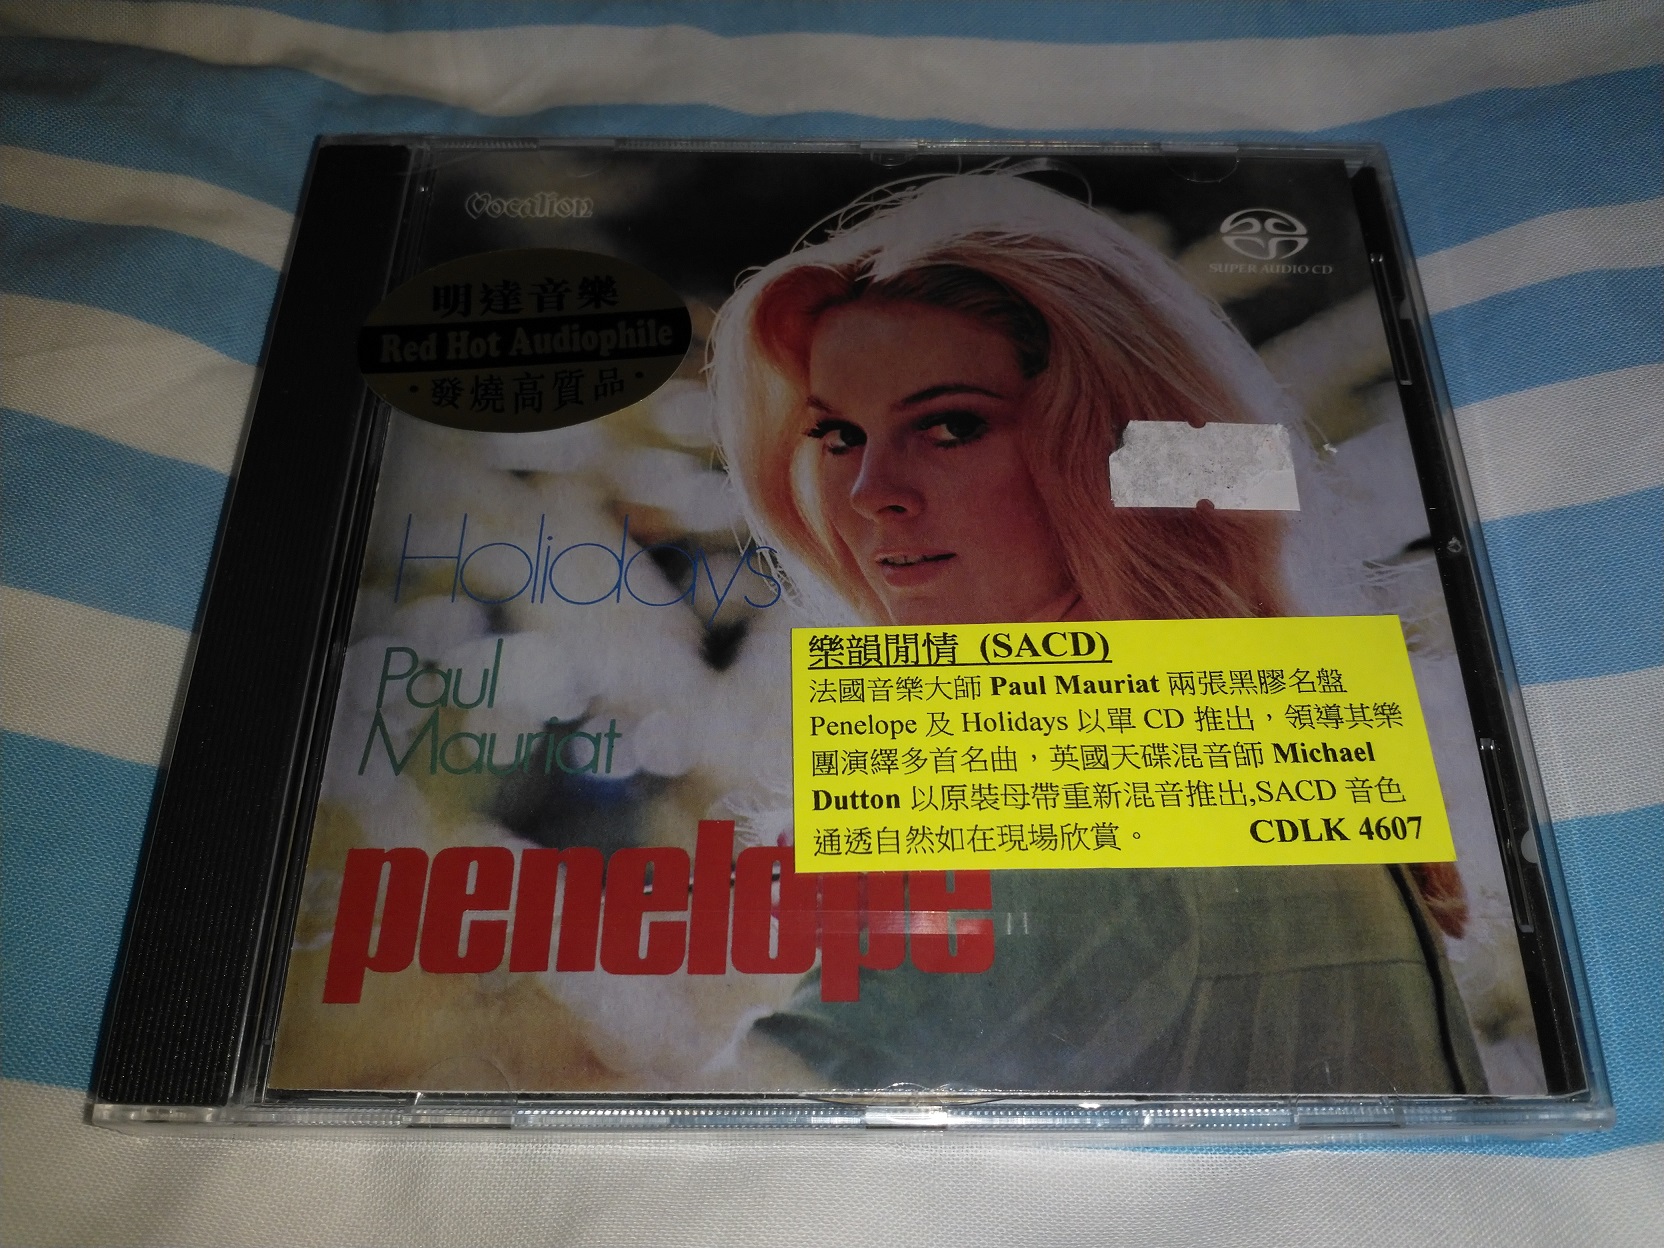 Vocalion
SUPER AUDIO CD
明達音樂
Red Hot Audiophile
·發燒高質品·
Holidays
Paul
Mauriat
樂韻閒情 (SACD)
法國音樂大師 Paul Mauriat 兩張黑膠名盤
Penelope 及 Holidays 以單 CD 推出，領導其樂
團演繹多首名曲，英國天碟混音師 Michael
Dutton 以原裝母帶重新混音推出,SACD 音色
通透自然如在現場欣賞。 CDLK 4607
penelope